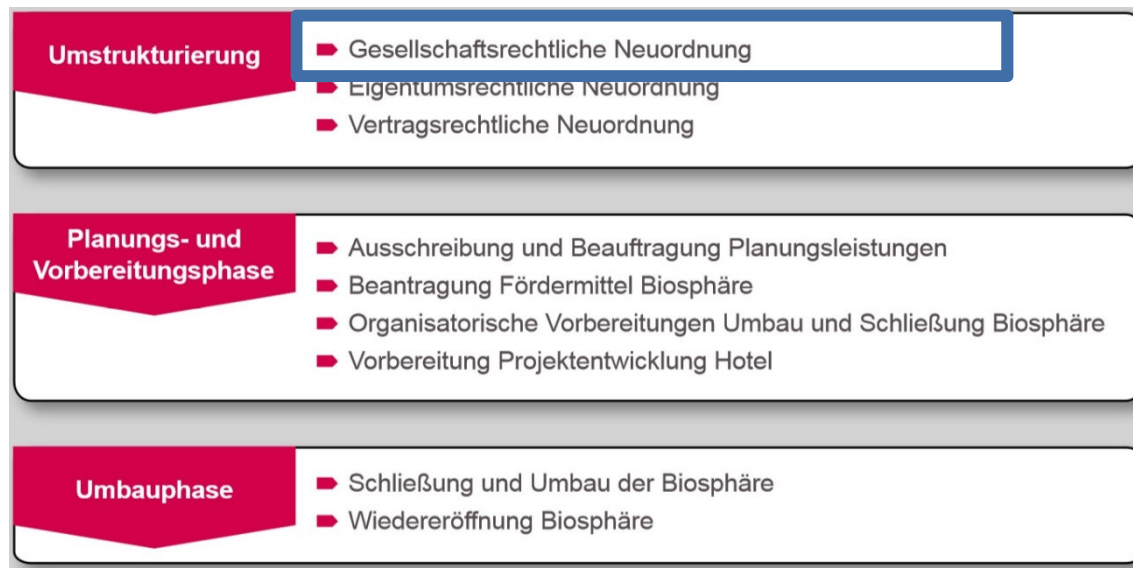 Umstrukturierung
Gesellschaftsrechtliche Neuordnung
Eigentumsrechtliche Neuordnung
Vertragsrechtliche Neuordnung
Planungs- und
Vorbereitungsphase
Ausschreibung und Beauftragung Planungsleistungen
Beantragung Fördermittel Biosphäre
Organisatorische Vorbereitungen Umbau und Schließung Biosphäre
Vorbereitung Projektentwicklung Hotel
Umbauphase
Schließung und Umbau der Biosphäre
Wiedereröffnung Biosphäre